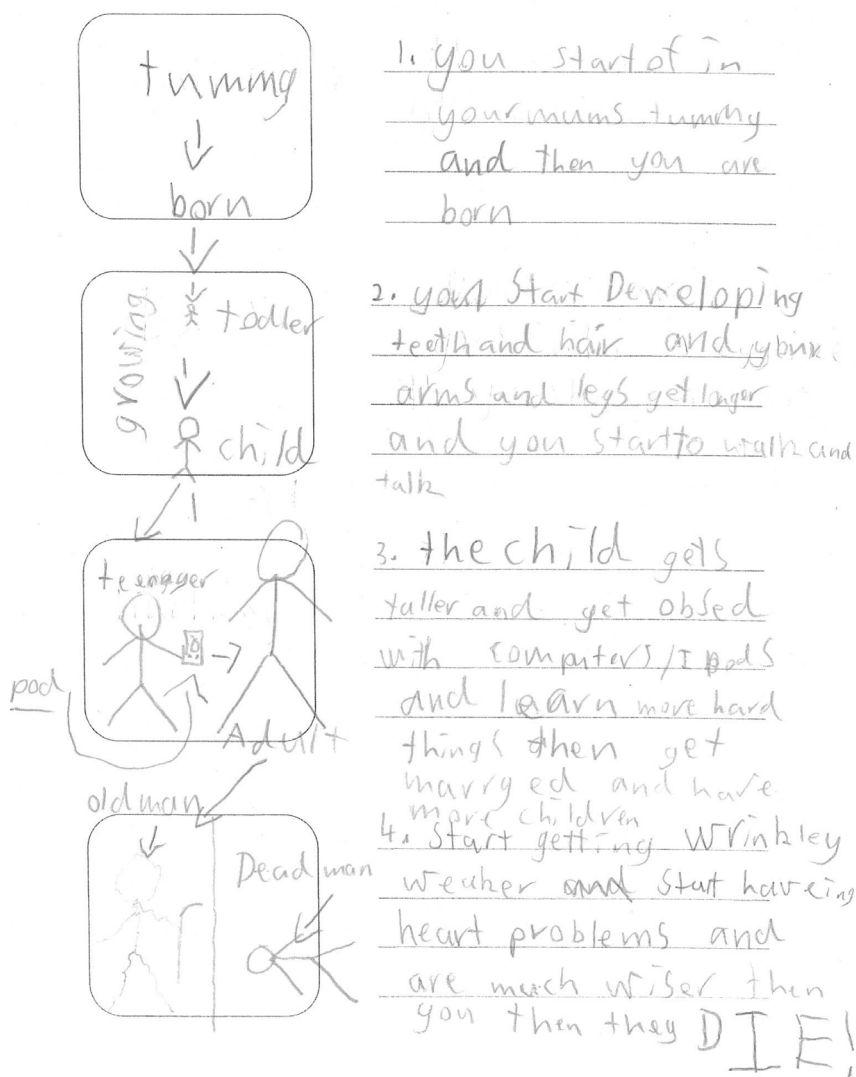 tummy
born
1. you start of in
your mums tummy
and then you are
born
growing
todler
child
2. you Start Developing
teeth and hair and
arms and legs get longer
and you start to walk and
talk
teenager
pod
Adult
3. the child gets
taller and get obsed
with computers/I pods
and learn more hard
things then get
marryed and have
more children
old man
Dead man
4. Start getting Wrinkley
weaker and Start haveing
heart problems and
are much wiser then
you then they DIE!